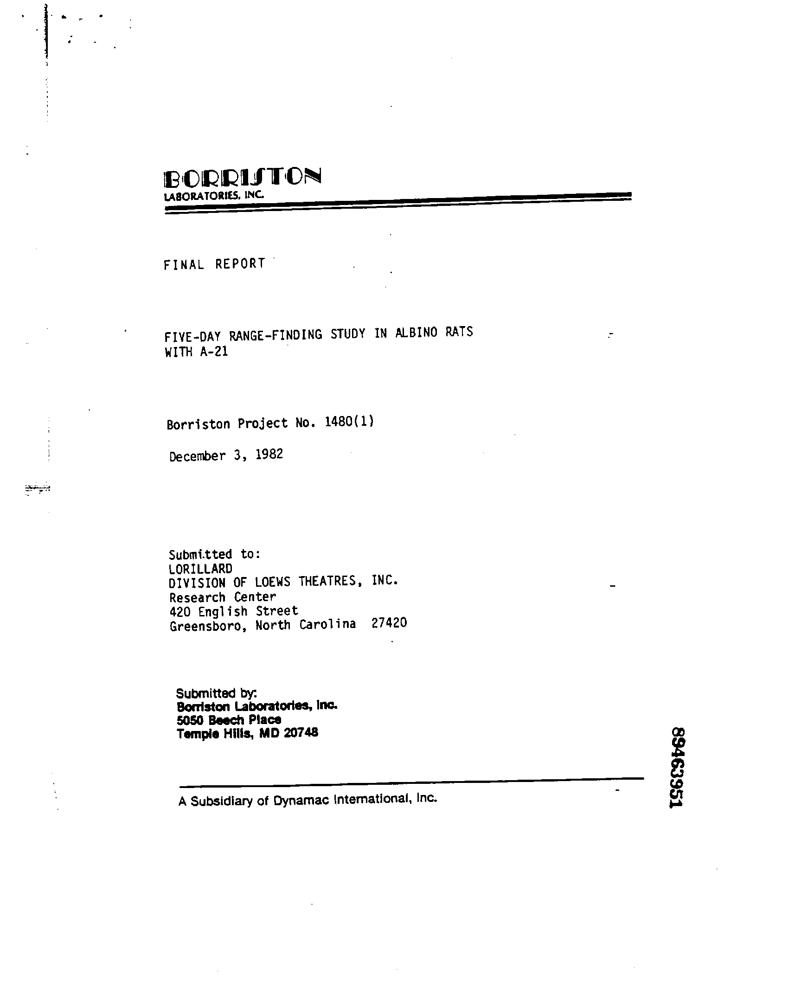 BORRISTON
LABORATORIES, INC.
FINAL REPORT
FIVE-DAY RANGE-FINDING STUDY IN ALBINO RATS
WITH A-21
Borriston Project No. 1480(1)
December 3, 1982
Submitted to:
LORILLARD
DIVISION OF LOEWS THEATRES, INC.
Research Center
420 English Street
Greensboro, North Carolina 27420
Submitted by:
Borriston Laboratories, Inc.
5050 Beech Place
Temple Hills, MD 20748
A Subsidiary of Dynamac International, Inc.
89463951